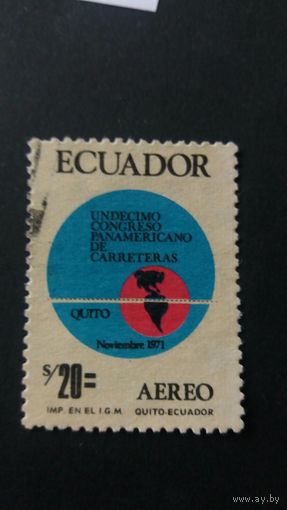 ECUADOR
UNDECIMO
CONGRESO
PANAMERICANO
DE
CARRETERAS
QUITO
Noviembre 1971
S/20= AEREO
IMP. EN EL I.G.M. QUITO-ECUADOR
www.ay.by